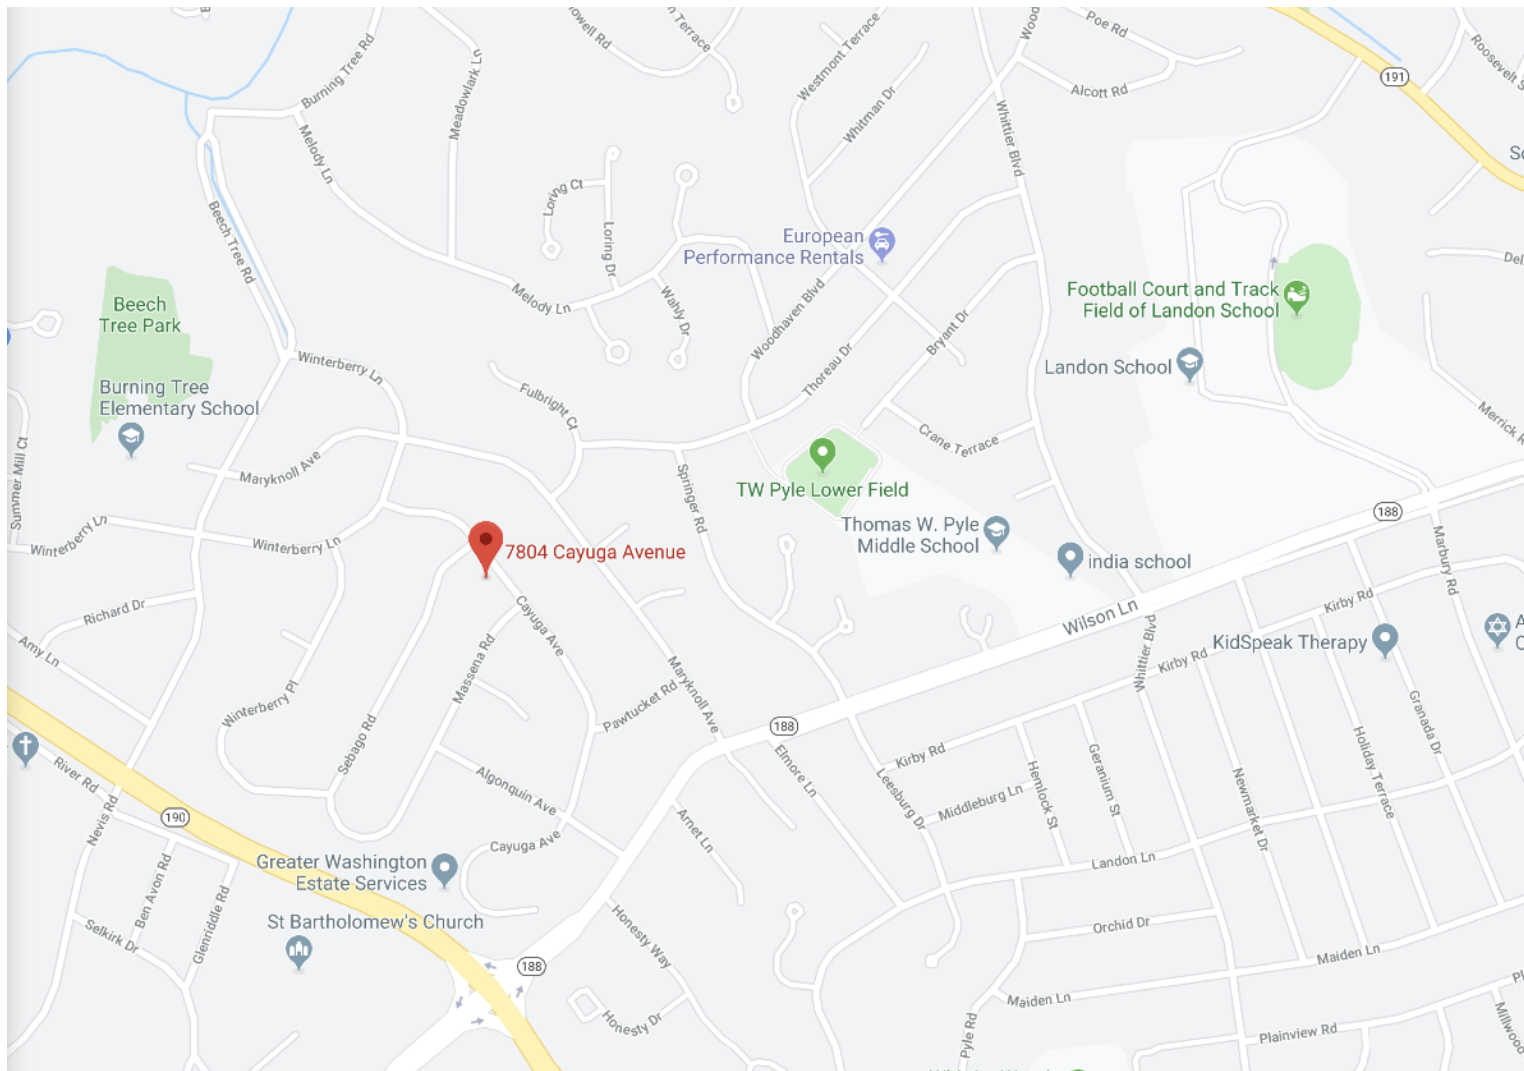 Poe Rd
191
Alcott Rd
Westmont Terrace
Whitman Dr
Whittier Blvd
Burning Tree Rd
Meadowlark Ln
Melody Ln
Loring Ct
Loring Dr
Beech Tree Rd
European
Performance Rentals
Football Court and Track
Field of Landon School
Melody Ln
Wahly Dr
Woodhaven Blvd
Bryant Dr
Beech
Tree Park
Thoreau Dr
Landon School
Winterberry Ln
Burning Tree
Elementary School
Fulbright Ct
Crane Terrace
Summer Mill Ct
Maryknoll Ave
Springer Rd
TW Pyle Lower Field
188
Winterberry Ln
Winterberry Ln
7804 Cayuga Avenue
Thomas W. Pyle
Middle School
india school
Marbury Rd
Richard Dr
Cayuga Ave
Wilson Ln
Kirby Rd
Amy Ln
Massena Rd
Whittier Blvd
Kirby Rd
KidSpeak Therapy
Winterberry Pl
Maryknoll Ave
Pawtucket Rd
Granada Dr
188
Sebago Rd
River Rd
Algonquin Ave
Elmore Ln
Kirby Rd
Leesburg Dr
Middleburg Ln
Hemlock St
Geranium St
Newmarket Dr
Holiday Terrace
Nevis Rd
190
Cayuga Ave
Arnet Ln
Landon Ln
Greater Washington
Estate Services
Ben Avon Rd
Glenriddle Rd
St Bartholomew's Church
Selkirk Dr
Honesty Way
Orchid Dr
188
Maiden Ln
Maiden Ln
Honesty Dr
Pyle Rd
Plainview Rd